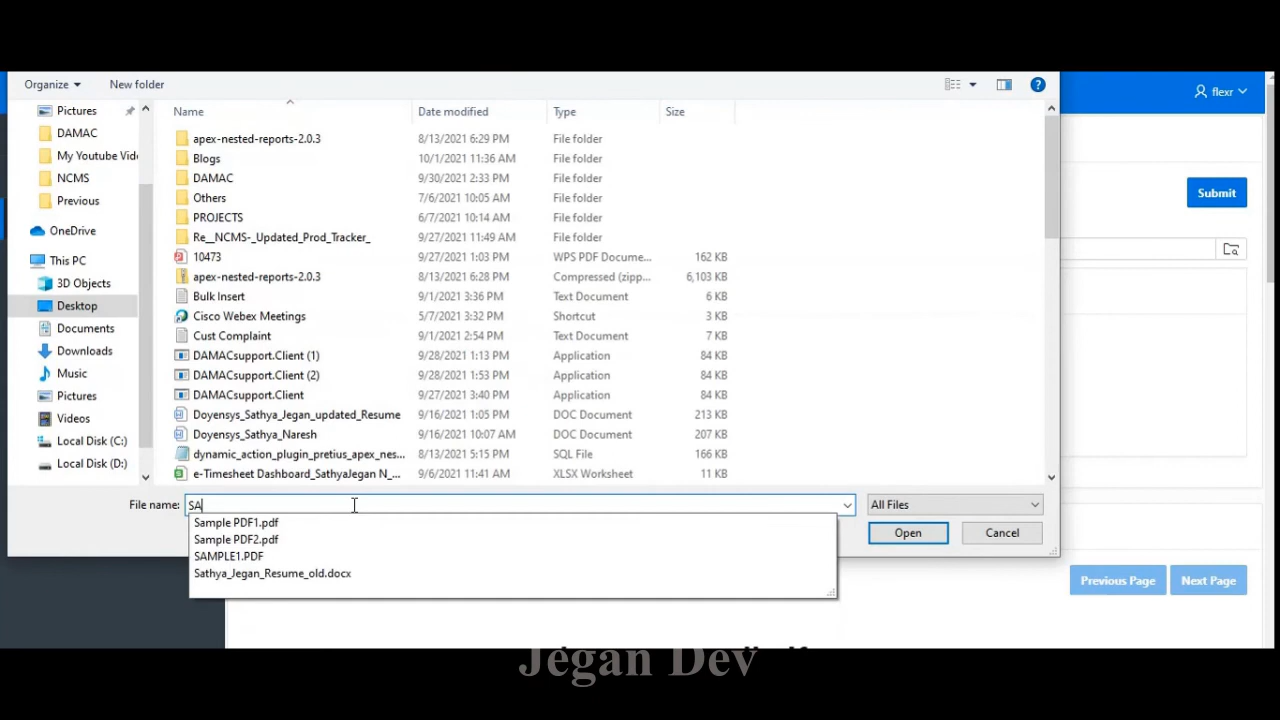 Organize New folder
flexr
Pictures
DAMAC
My Youtube Vid
NCMS
Previous
OneDrive
This PC
3D Objects
Desktop
Documents
Downloads
Music
Pictures
Videos
Local Disk (C:)
Local Disk (D:)
Name Date modified Type Size
apex-nested-reports-2.0.3 8/13/2021 6:29 PM File folder
Blogs 10/1/2021 11:36 AM File folder
DAMAC 9/30/2021 2:33 PM File folder
Others 7/6/2021 10:05 AM File folder
PROJECTS 6/7/2021 10:14 AM File folder
Re__NCMS-_Updated_Prod_Tracker_ 9/27/2021 11:49 AM File folder
10473 9/27/2021 1:03 PM WPS PDF Docume... 162 KB
apex-nested-reports-2.0.3 8/13/2021 6:28 PM Compressed (zipp... 6,103 KB
Bulk Insert 9/1/2021 3:36 PM Text Document 6 KB
Cisco Webex Meetings 5/7/2021 3:32 PM Shortcut 3 KB
Cust Complaint 9/1/2021 2:54 PM Text Document 7 KB
DAMACsupport.Client (1) 9/28/2021 1:13 PM Application 84 KB
DAMACsupport.Client (2) 9/28/2021 1:53 PM Application 84 KB
DAMACsupport.Client 9/27/2021 3:40 PM Application 84 KB
Doyensys_Sathya_Jegan_updated_Resume 9/16/2021 1:05 PM DOC Document 213 KB
Doyensys_Sathya_Naresh 9/16/2021 10:07 AM DOC Document 207 KB
dynamic_action_plugin_pretius_apex_nes... 8/13/2021 5:15 PM SQL File 166 KB
e-Timesheet Dashboard_SathyaJegan N_... 9/6/2021 11:41 AM XLSX Worksheet 11 KB
Submit
File name: SA All Files
Sample PDF1.pdf
Sample PDF2.pdf
SAMPLE1.PDF
Sathya_Jegan_Resume_old.docx
Open Cancel
Previous Page Next Page
Jegan Dev